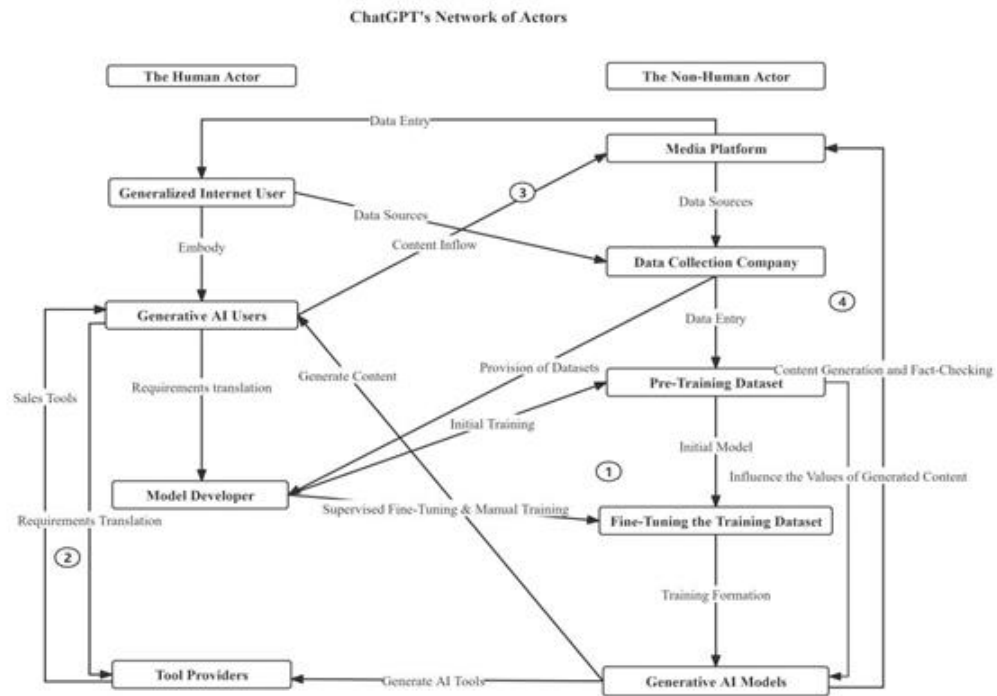 ChatGPT's Network of Actors
The Human Actor
The Non-Human Actor
Data Entry
Media Platform
Generalized Internet User
③
Data Sources
Data Sources
Embody
Content Inflow
Data Collection Company
④
Generative AI Users
Data Entry
Provision of Datasets
Content Generation and Fact-Checking
Generate Content
Pre-Training Dataset
Requirements translation
Sales Tools
Initial Training
Initial Model
①
Influence the Values of Generated Content
Model Developer
Supervised Fine-Tuning & Manual Training
Fine-Tuning the Training Dataset
Requirements Translation
②
Training Formation
Tool Providers
Generate AI Tools
Generative AI Models